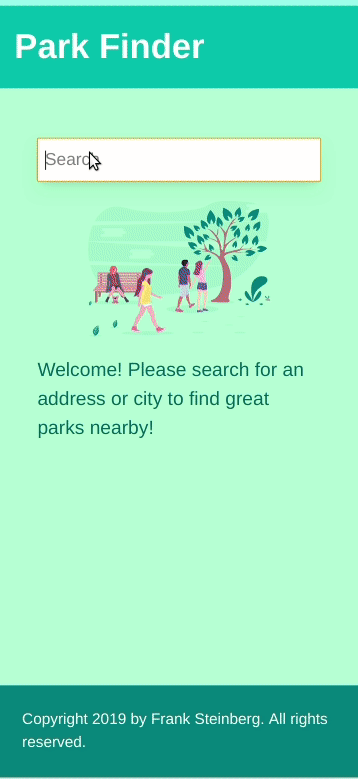 Park Finder
Search
Welcome! Please search for an
address or city to find great
parks nearby!
Copyright 2019 by Frank Steinberg. All rights
reserved.